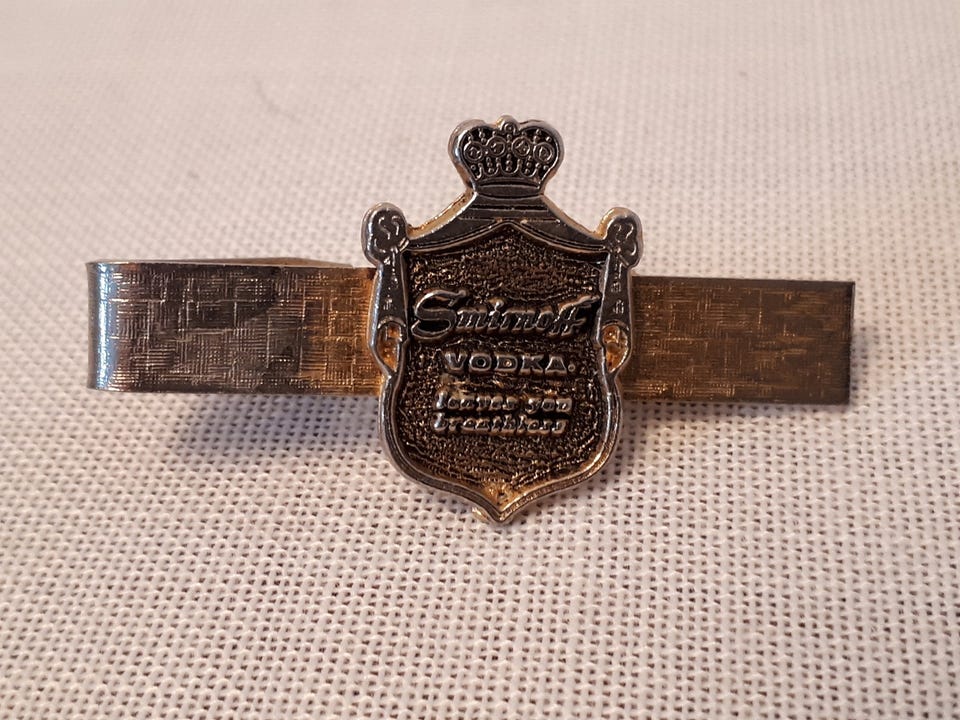 Smirnoff
VODKA.
leaves you
breathless